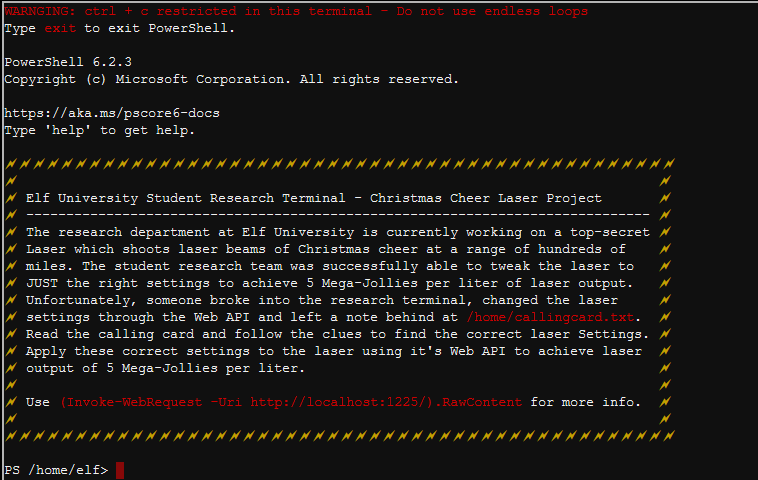 WARNGING: ctrl + c restricted in this terminal - Do not use endless loops
Type exit to exit PowerShell.
PowerShell 6.2.3
Copyright (c) Microsoft Corporation. All rights reserved.
https://aka.ms/pscore6-docs
Type 'help' to get help.
Elf University Student Research Terminal - Christmas Cheer Laser Project
------------------------------------------------------------------------------
The research department at Elf University is currently working on a top-secret
Laser which shoots laser beams of Christmas cheer at a range of hundreds of
miles. The student research team was successfully able to tweak the laser to
JUST the right settings to achieve 5 Mega-Jollies per liter of laser output.
Unfortunately, someone broke into the research terminal, changed the laser
settings through the Web API and left a note behind at /home/callingcard.txt.
Read the calling card and follow the clues to find the correct laser Settings.
Apply these correct settings to the laser using it's Web API to achieve laser
output of 5 Mega-Jollies per liter.
Use (Invoke-WebRequest -Uri http://localhost:1225/).RawContent for more info.
PS /home/elf>